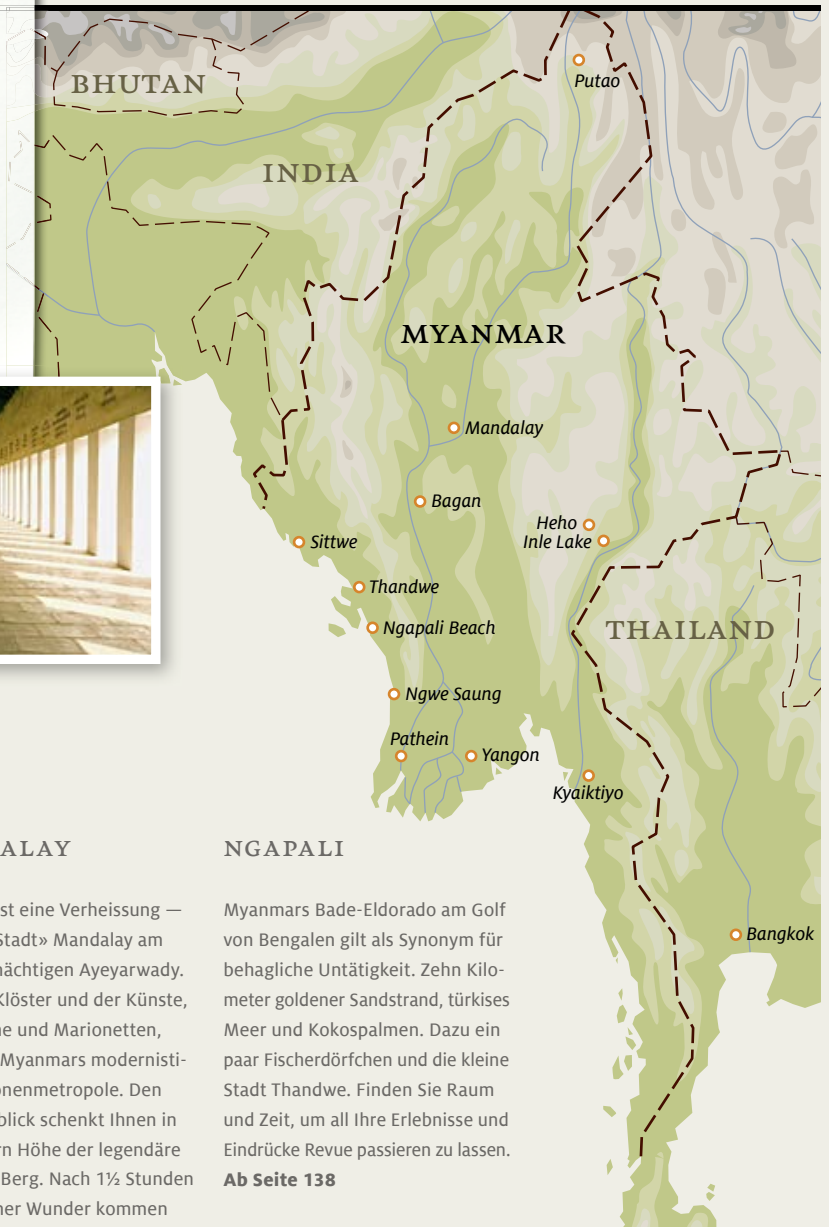 BHUTAN
Putao
INDIA
MYANMAR
Mandalay
Bagan
Heho
Inle Lake
Sittwe
Thandwe
Ngapali Beach
THAILAND
Ngwe Saung
Pathein
Yangon
Kyaiktiyo
Bangkok
ALAY
st eine Verheissung —
Stadt» Mandalay am
nächtigen Ayeyarwady.
Klöster und der Künste,
ne und Marionetten,
Myanmars modernisti-
onenmetropole. Den
blick schenkt Ihnen in
rn Höhe der legendäre
Berg. Nach 1½ Stunden
ner Wunder kommen
NGAPALI
Myanmars Bade-Eldorado am Golf
von Bengalen gilt als Synonym für
behagliche Untätigkeit. Zehn Kilo-
meter goldener Sandstrand, türkises
Meer und Kokospalmen. Dazu ein
paar Fischerdörfchen und die kleine
Stadt Thandwe. Finden Sie Raum
und Zeit, um all Ihre Erlebnisse und
Eindrücke Revue passieren zu lassen.
Ab Seite 138